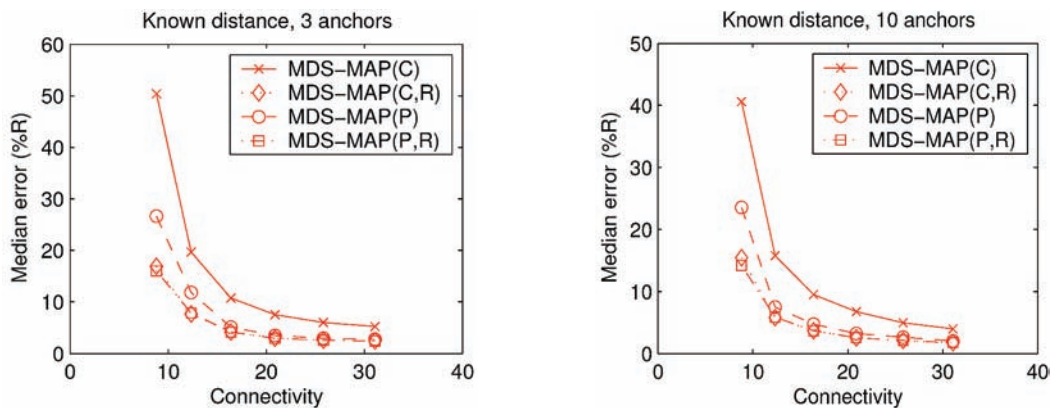 Known distance, 3 anchors
60
50
40
30
20
10
0
Median error (%R)
MDS-MAP(C)
MDS-MAP(C,R)
MDS-MAP(P)
MDS-MAP(P,R)
0
10
20
30
40
Connectivity
Known distance, 10 anchors
50
40
30
20
10
0
Median error (%R)
MDS-MAP(C)
MDS-MAP(C,R)
MDS-MAP(P)
MDS-MAP(P,R)
0
10
20
30
40
Connectivity